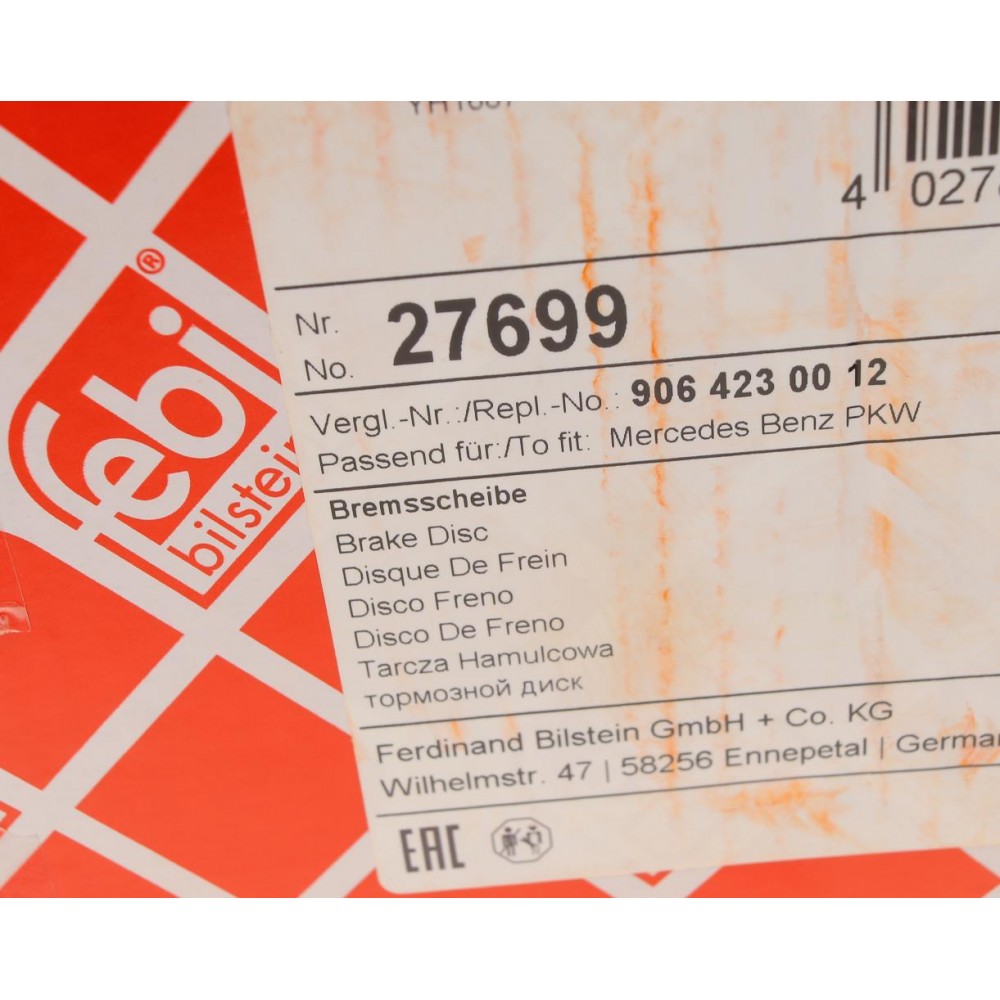 4 027
Nr.
No. 27699
Vergl.-Nr.:/Repl.-No.: 906 423 00 12
Passend für:/To fit: Mercedes Benz PKW
Bremsscheibe
Brake Disc
Disque De Frein
Disco Freno
Disco De Freno
Tarcza Hamulcowa
тормозной диск
Ferdinand Bilstein GmbH + Co. KG
Wilhelmstr. 47 | 58256 Ennepetal |
EAC
febi®
bilstein